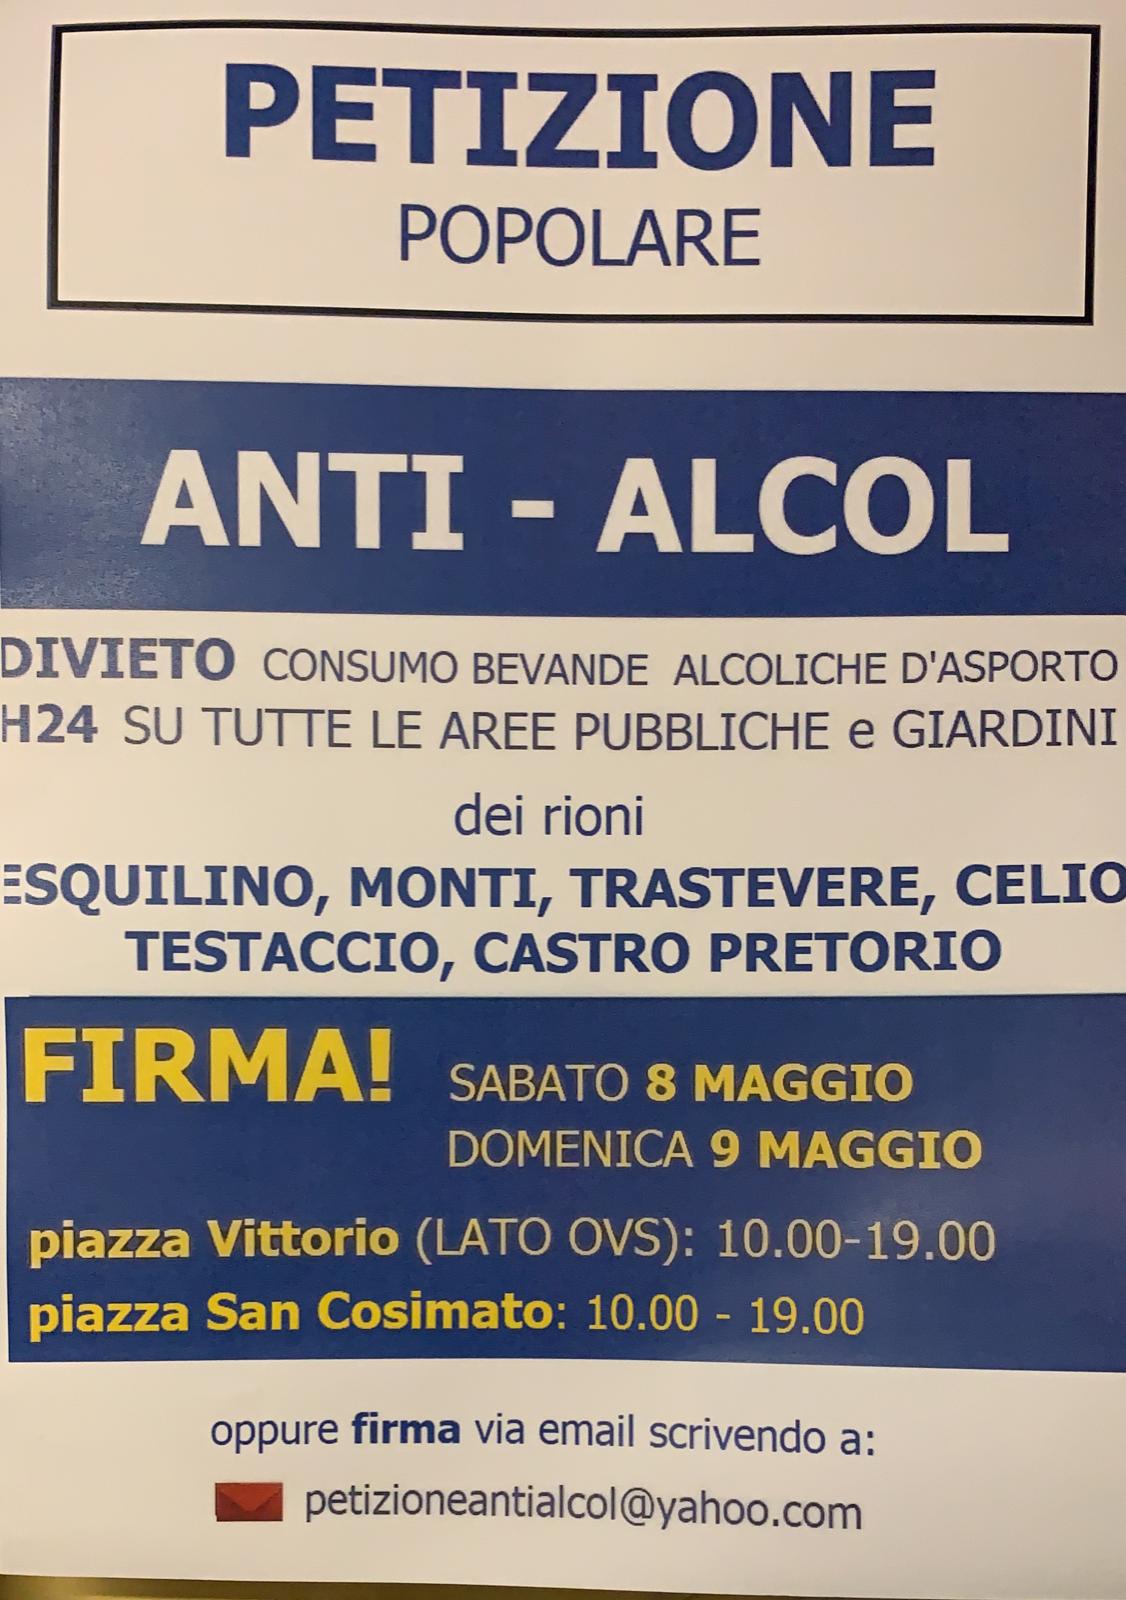 PETIZIONE
POPOLARE
ANTI - ALCOL
DIVIETO CONSUMO BEVANDE ALCOLICHE D'ASPORTO
H24 SU TUTTE LE AREE PUBBLICHE e GIARDINI
dei rioni
ESQUILINO, MONTI, TRASTEVERE, CELIO
TESTACCIO, CASTRO PRETORIO
FIRMA! SABATO 8 MAGGIO
DOMENICA 9 MAGGIO
piazza Vittorio (LATO OVS): 10.00-19.00
piazza San Cosimato: 10.00 - 19.00
oppure firma via email scrivendo a:
petizioneantialcol@yahoo.com